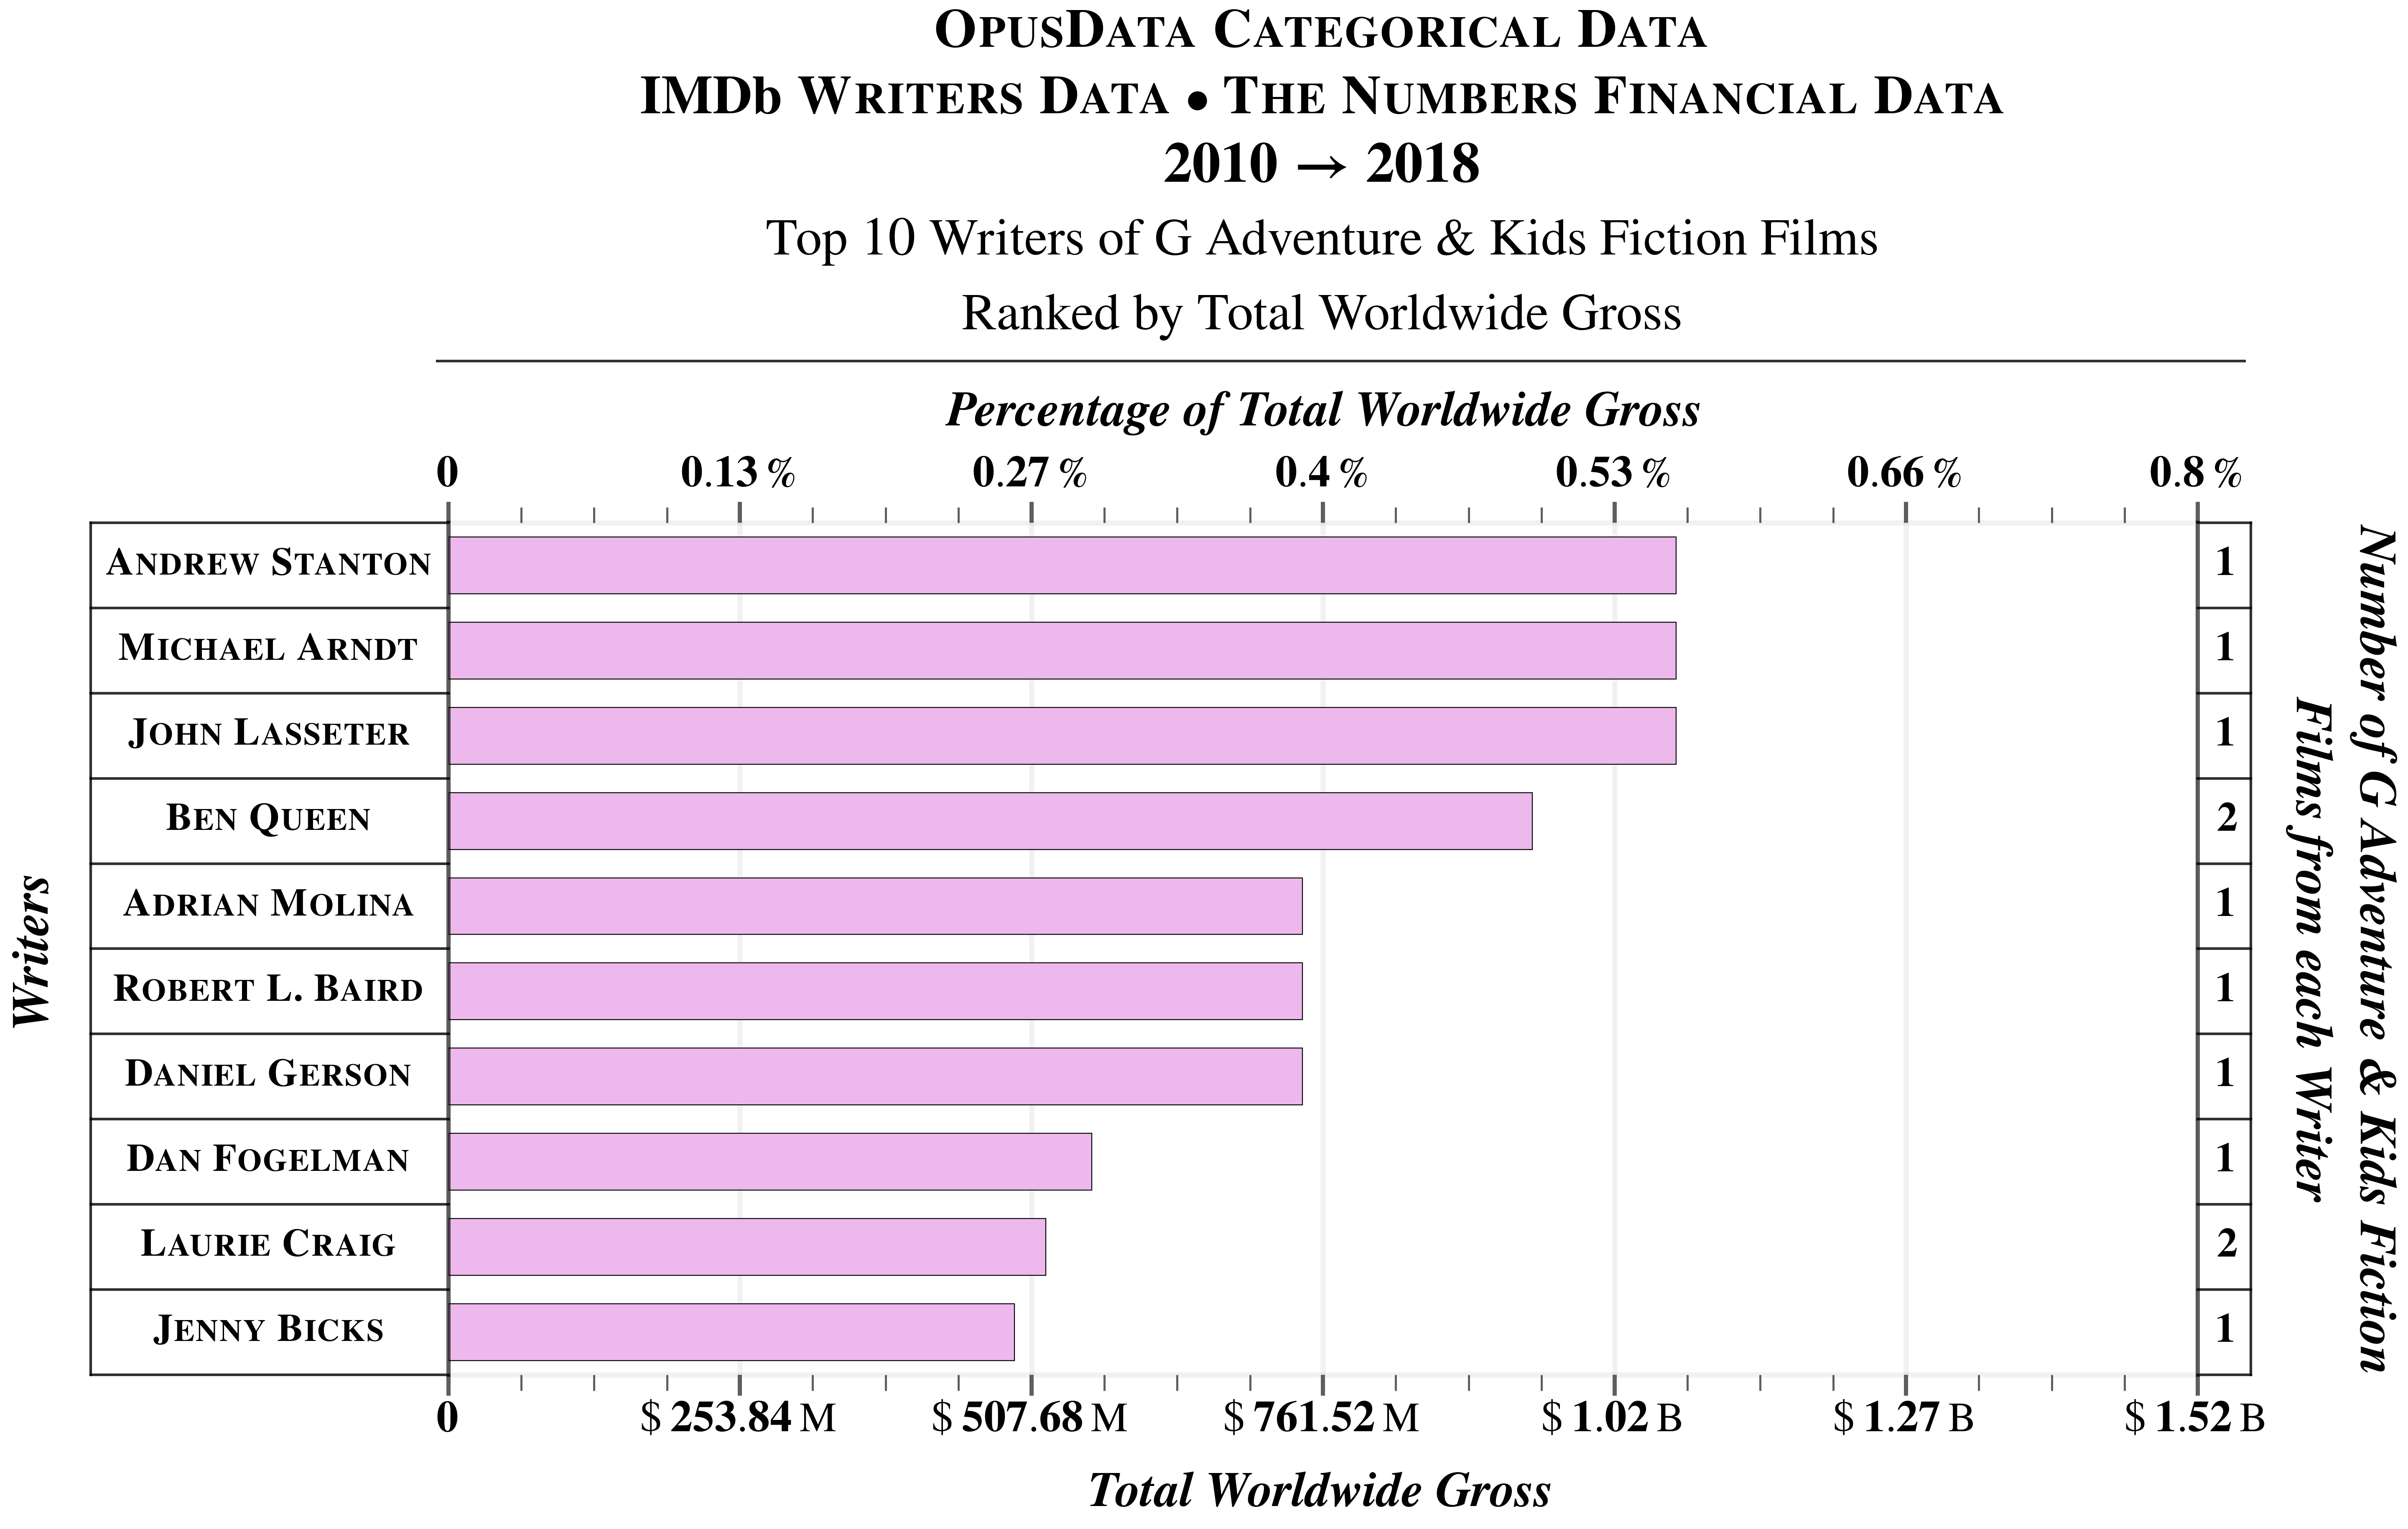 OpusData Categorical Data
IMDb Writers Data • The Numbers Financial Data
2010 → 2018
Top 10 Writers of G Adventure & Kids Fiction Films
Ranked by Total Worldwide Gross
Percentage of Total Worldwide Gross
0 0.13 % 0.27 % 0.4 % 0.53 % 0.66 % 0.8 %
Writers
Andrew Stanton 1
Michael Arndt 1
John Lasseter 1
Ben Queen 2
Adrian Molina 1
Robert L. Baird 1
Daniel Gerson 1
Dan Fogelman 1
Laurie Craig 2
Jenny Bicks 1
Number of G Adventure & Kids Fiction
Films from each Writer
0 $ 253.84 M $ 507.68 M $ 761.52 M $ 1.02 B $ 1.27 B $ 1.52 B
Total Worldwide Gross